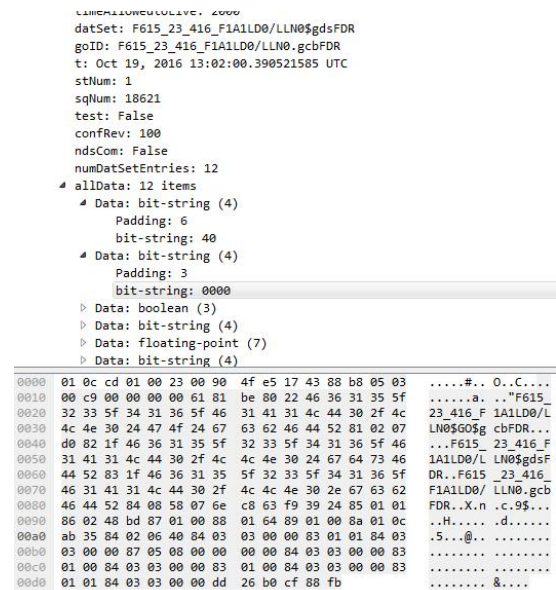 timeAllowedtoLive: 2000
datSet: F615_23_416_F1A1LD0/LLN0$gdsFDR
goID: F615_23_416_F1A1LD0/LLN0.gcbFDR
t: Oct 19, 2016 13:02:00.390521585 UTC
stNum: 1
sqNum: 18621
test: False
confRev: 100
ndsCom: False
numDatSetEntries: 12
allData: 12 items
Data: bit-string (4)
Padding: 6
bit-string: 40
Data: bit-string (4)
Padding: 3
bit-string: 0000
Data: boolean (3)
Data: bit-string (4)
Data: floating-point (7)
Data: bit-string (4)
0000 01 0c cd 01 00 23 00 90 4f e5 17 43 88 b8 05 03 .....#.. O..C....
0010 00 c9 00 00 00 00 61 81 be 80 22 46 36 31 35 5f ......a. .."F615_
0020 32 33 5f 34 31 36 5f 46 31 41 31 4c 44 30 2f 4c 23_416_F 1A1LD0/L
0030 4c 4e 30 24 47 4f 24 67 63 62 46 44 52 81 02 07 LN0$GO$g cbFDR...
0040 d0 82 1f 46 36 31 35 5f 32 33 5f 34 31 36 5f 46 ...F615_ 23_416_F
0050 31 41 31 4c 44 30 2f 4c 4c 4e 30 24 67 64 73 46 1A1LD0/L LN0$gdsF
0060 44 52 83 1f 46 36 31 35 5f 32 33 5f 34 31 36 5f DR..F615 _23_416_
0070 46 31 41 31 4c 44 30 2f 4c 4c 4e 30 2e 67 63 62 F1A1LD0/ LLN0.gcb
0080 46 44 52 84 08 58 07 6e c8 63 f9 39 24 85 01 01 FDR..X.n .c.9$...
0090 86 02 48 bd 87 01 00 88 01 64 89 01 00 8a 01 0c ..H..... .d......
00a0 ab 35 84 02 06 40 84 03 03 00 00 83 01 01 84 03 .5...@.. ........
00b0 03 00 00 87 05 08 00 00 00 00 84 03 03 00 00 83 ........ ........
00c0 01 00 84 03 03 00 00 83 01 00 84 03 03 00 00 83 ........ ........
00d0 01 01 84 03 03 00 00 dd 26 b0 cf 88 fb ........ &....